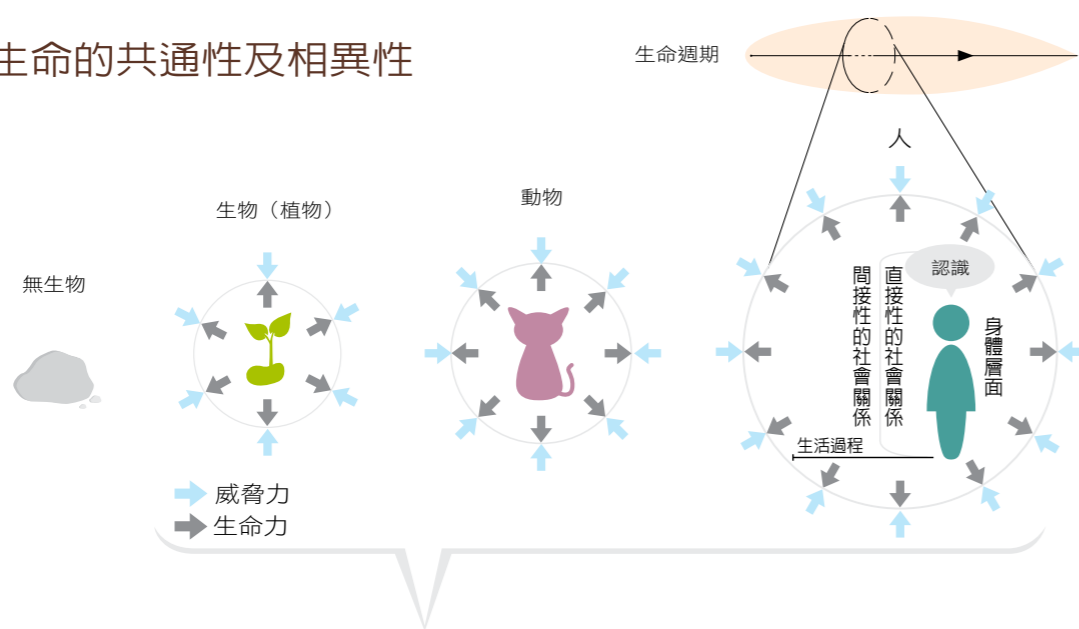 生命的共通性及相異性
生命週期
人
動物
生物（植物）
無生物
認識
直接性的社會關係
間接性的社會關係
身體層面
生活過程
威脅力
生命力